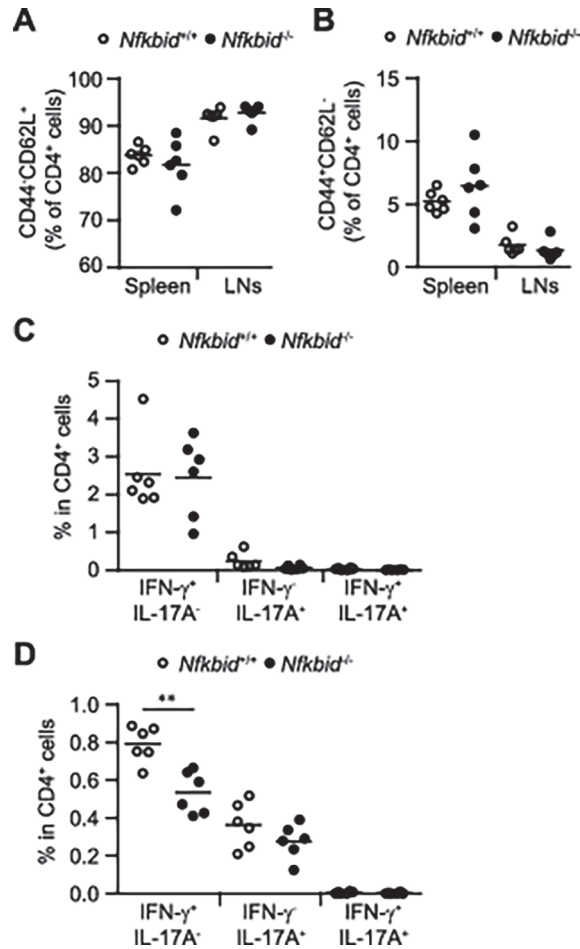 A
○ Nfkbid+/+ ● Nfkbid-/-
CD44-CD62L+
(% of CD4+ cells)
100
90
80
70
60
Spleen LNs
B
○ Nfkbid+/+ ● Nfkbid-/-
CD44+CD62L-
(% of CD4+ cells)
15
10
5
0
Spleen LNs
C
○ Nfkbid+/+ ● Nfkbid-/-
% in CD4+ cells
5
4
3
2
1
0
IFN-γ+ IFN-γ- IFN-γ+
IL-17A- IL-17A+ IL-17A+
D
○ Nfkbid+/+ ● Nfkbid-/-
% in CD4+ cells
**
1.0
0.8
0.6
0.4
0.2
0.0
IFN-γ+ IFN-γ- IFN-γ+
IL-17A- IL-17A+ IL-17A+